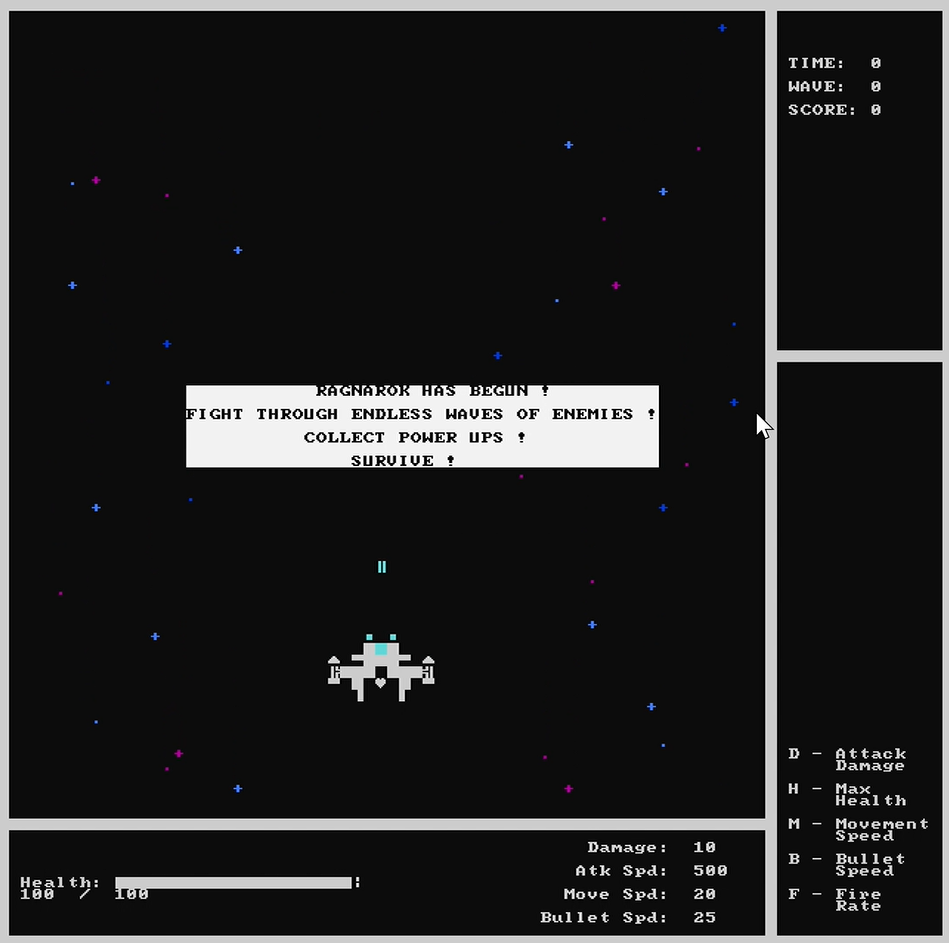 TIME: 0
WAVE: 0
SCORE: 0
RAGNAROK HAS BEGUN !
FIGHT THROUGH ENDLESS WAVES OF ENEMIES !
COLLECT POWER UPS !
SURVIVE !
D - Attack
Damage
H - Max
Health
M - Movement
Speed
B - Bullet
Speed
F - Fire
Rate
Health:
100 / 100
Damage: 10
Atk Spd: 500
Move Spd: 20
Bullet Spd: 25